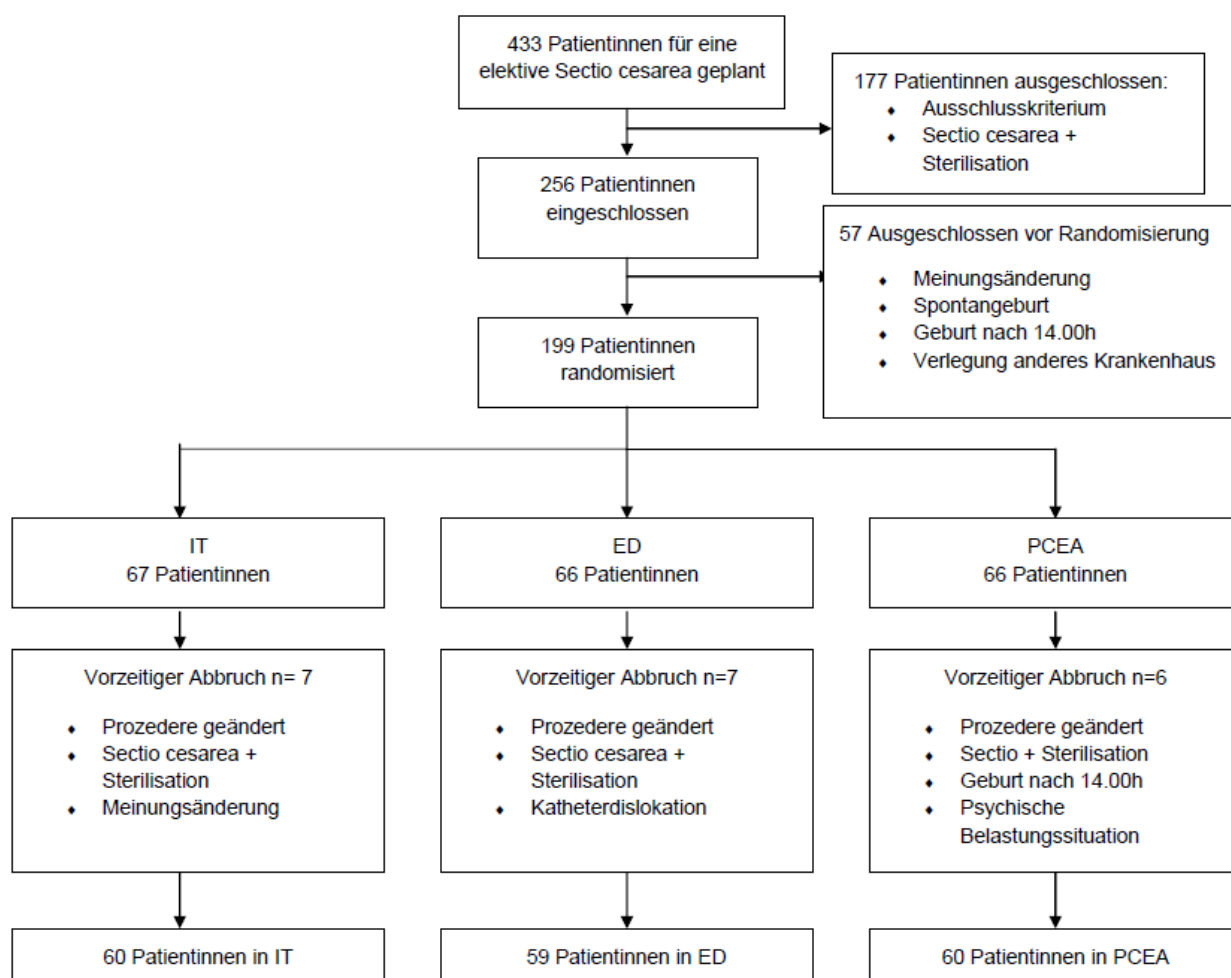 433 Patientinnen für eine
elektive Sectio cesarea geplant
177 Patientinnen ausgeschlossen:
♦ Ausschlusskriterium
♦ Sectio cesarea +
Sterilisation
256 Patientinnen
eingeschlossen
57 Ausgeschlossen vor Randomisierung
♦ Meinungsänderung
♦ Spontangeburt
♦ Geburt nach 14.00h
♦ Verlegung anderes Krankenhaus
199 Patientinnen
randomisiert
IT
67 Patientinnen
ED
66 Patientinnen
PCEA
66 Patientinnen
Vorzeitiger Abbruch n= 7
♦ Prozedere geändert
♦ Sectio cesarea +
Sterilisation
♦ Meinungsänderung
Vorzeitiger Abbruch n=7
♦ Prozedere geändert
♦ Sectio cesarea +
Sterilisation
♦ Katheterdislokation
Vorzeitiger Abbruch n=6
♦ Prozedere geändert
♦ Sectio + Sterilisation
♦ Geburt nach 14.00h
♦ Psychische
Belastungssituation
60 Patientinnen in IT
59 Patientinnen in ED
60 Patientinnen in PCEA